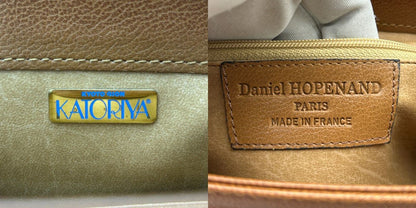 KATORIYA®
Daniel HOPENAND
PARIS
MADE IN FRANCE